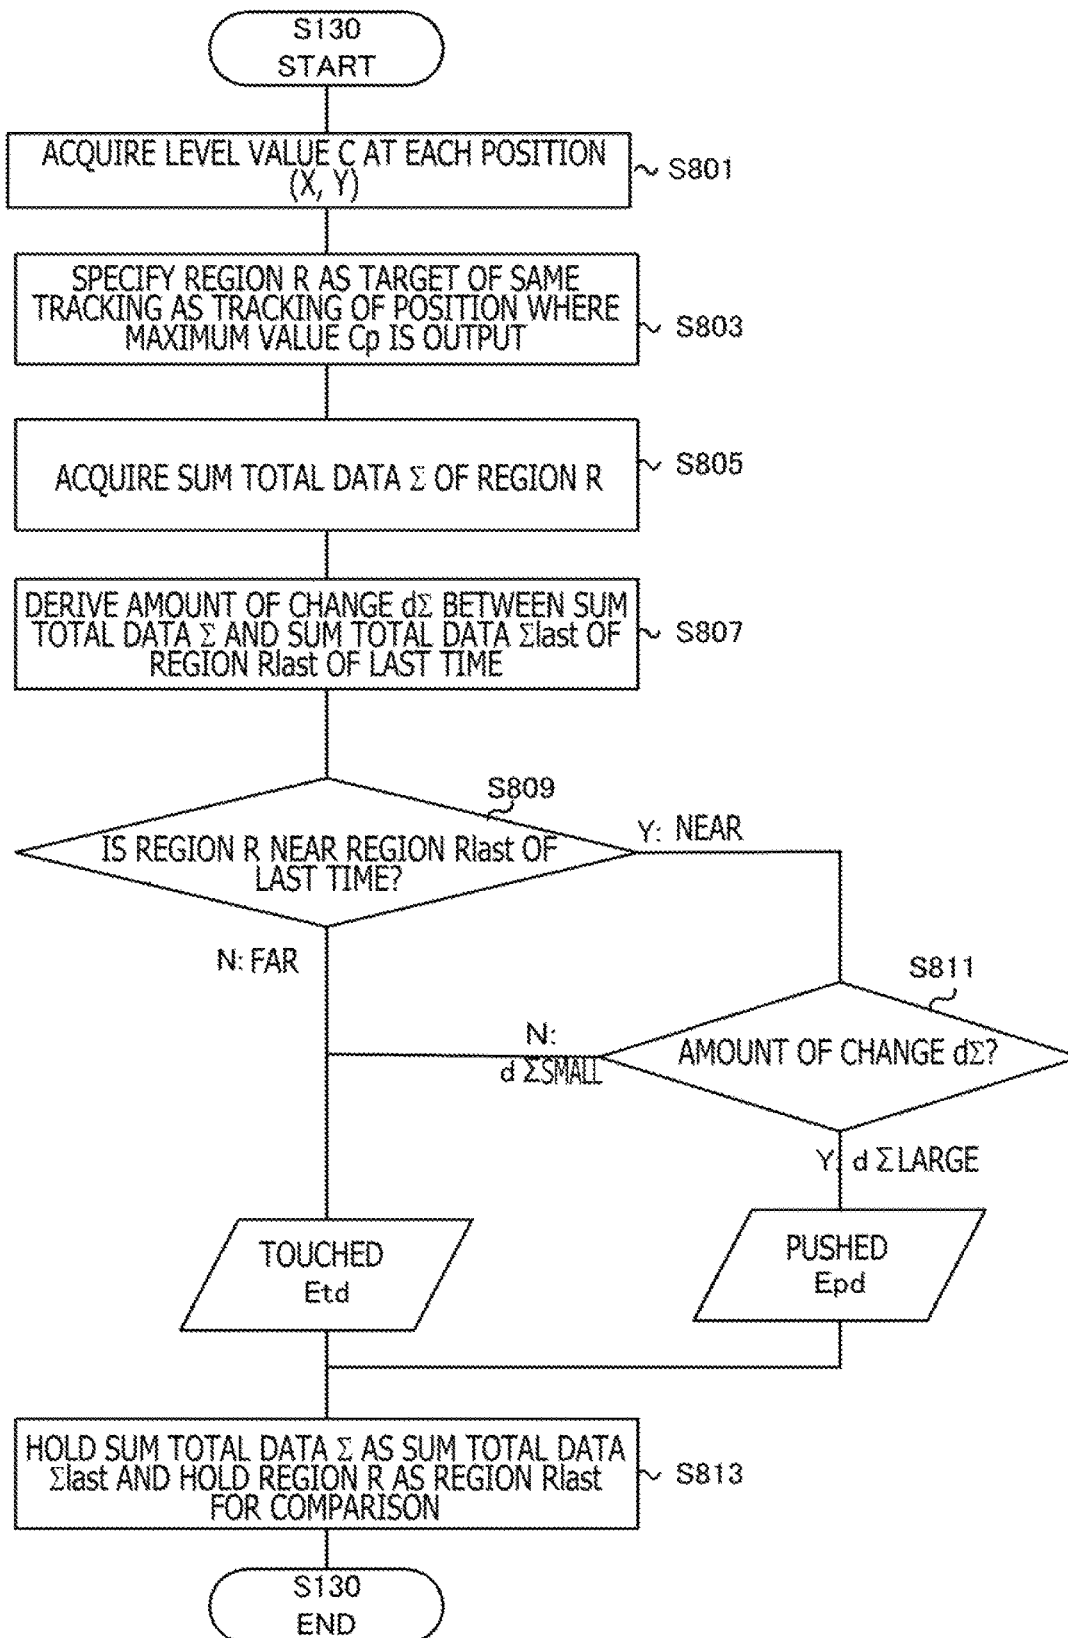 S130
START
ACQUIRE LEVEL VALUE C AT EACH POSITION
(X, Y)
S801
SPECIFY REGION R AS TARGET OF SAME
TRACKING AS TRACKING OF POSITION WHERE
MAXIMUM VALUE Cp IS OUTPUT
S803
ACQUIRE SUM TOTAL DATA Σ OF REGION R
S805
DERIVE AMOUNT OF CHANGE dΣ BETWEEN SUM
TOTAL DATA Σ AND SUM TOTAL DATA Σlast OF
REGION Rlast OF LAST TIME
S807
S809
IS REGION R NEAR REGION Rlast OF
LAST TIME?
Y: NEAR
N: FAR
S811
AMOUNT OF CHANGE dΣ?
N:
d ΣSMALL
Y: d ΣLARGE
TOUCHED
Etd
PUSHED
Epd
HOLD SUM TOTAL DATA Σ AS SUM TOTAL DATA
Σlast AND HOLD REGION R AS REGION Rlast
FOR COMPARISON
S813
S130
END